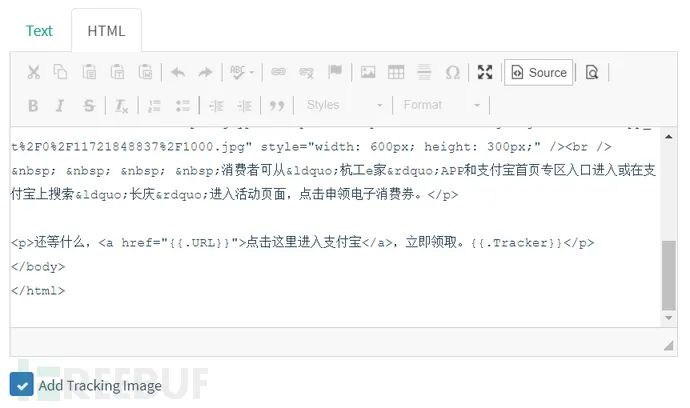 Text HTML
Source
Styles Format
t%2F0%2F11721848837%2F1000.jpg" style="width: 600px; height: 300px;" /><br />
&nbsp; &nbsp; &nbsp; &nbsp;消费者可从&ldquo;杭工e家&rdquo;APP和支付宝首页专区入口进入或在支
付宝上搜索&ldquo;长庆&rdquo;进入活动页面，点击申领电子消费券。</p>
<p>还等什么，<a href="{{.URL}}">点击这里进入支付宝</a>，立即领取。{{.Tracker}}</p>
</body>
</html>
REEBUF
Add Tracking Image